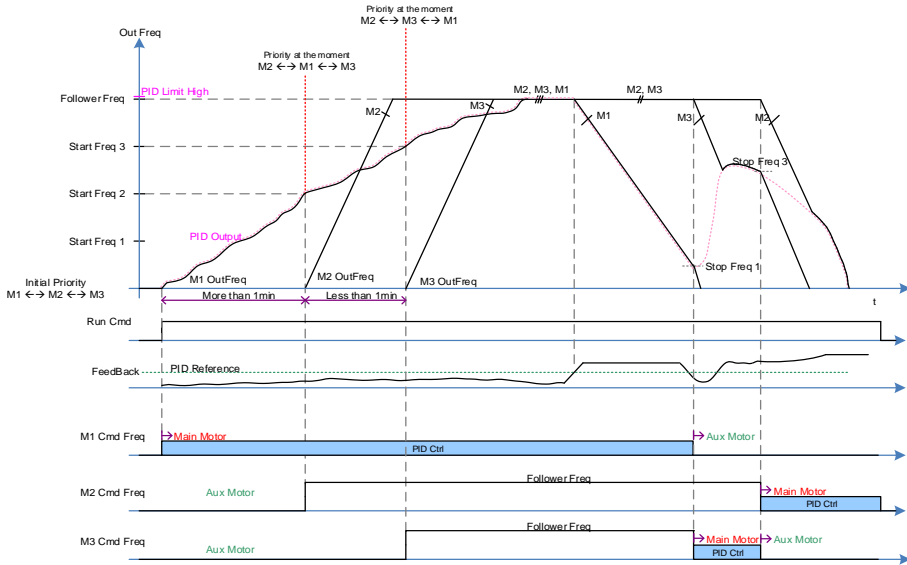 Priority at the moment
M2 ←→ M3 ←→ M1
Out Freq
Priority at the moment
M2 ←→ M1 ←→ M3
PID Limit High
Follower Freq
M2, M3, M1
M2, M3
M2
M3
M1
M3
M2
Start Freq 3
Stop Freq 3
Start Freq 2
PID Output
Start Freq 1
Stop Freq 1
Initial Priority
M1 ←→ M2 ←→ M3
M1 OutFreq
M2 OutFreq
M3 OutFreq
More than 1min
Less than 1min
t
Run Cmd
FeedBack
PID Reference
M1 Cmd Freq
Main Motor
Aux Motor
PID Ctrl
M2 Cmd Freq
Aux Motor
Follower Freq
Main Motor
PID Ctrl
M3 Cmd Freq
Aux Motor
Follower Freq
Main Motor
Aux Motor
PID Ctrl